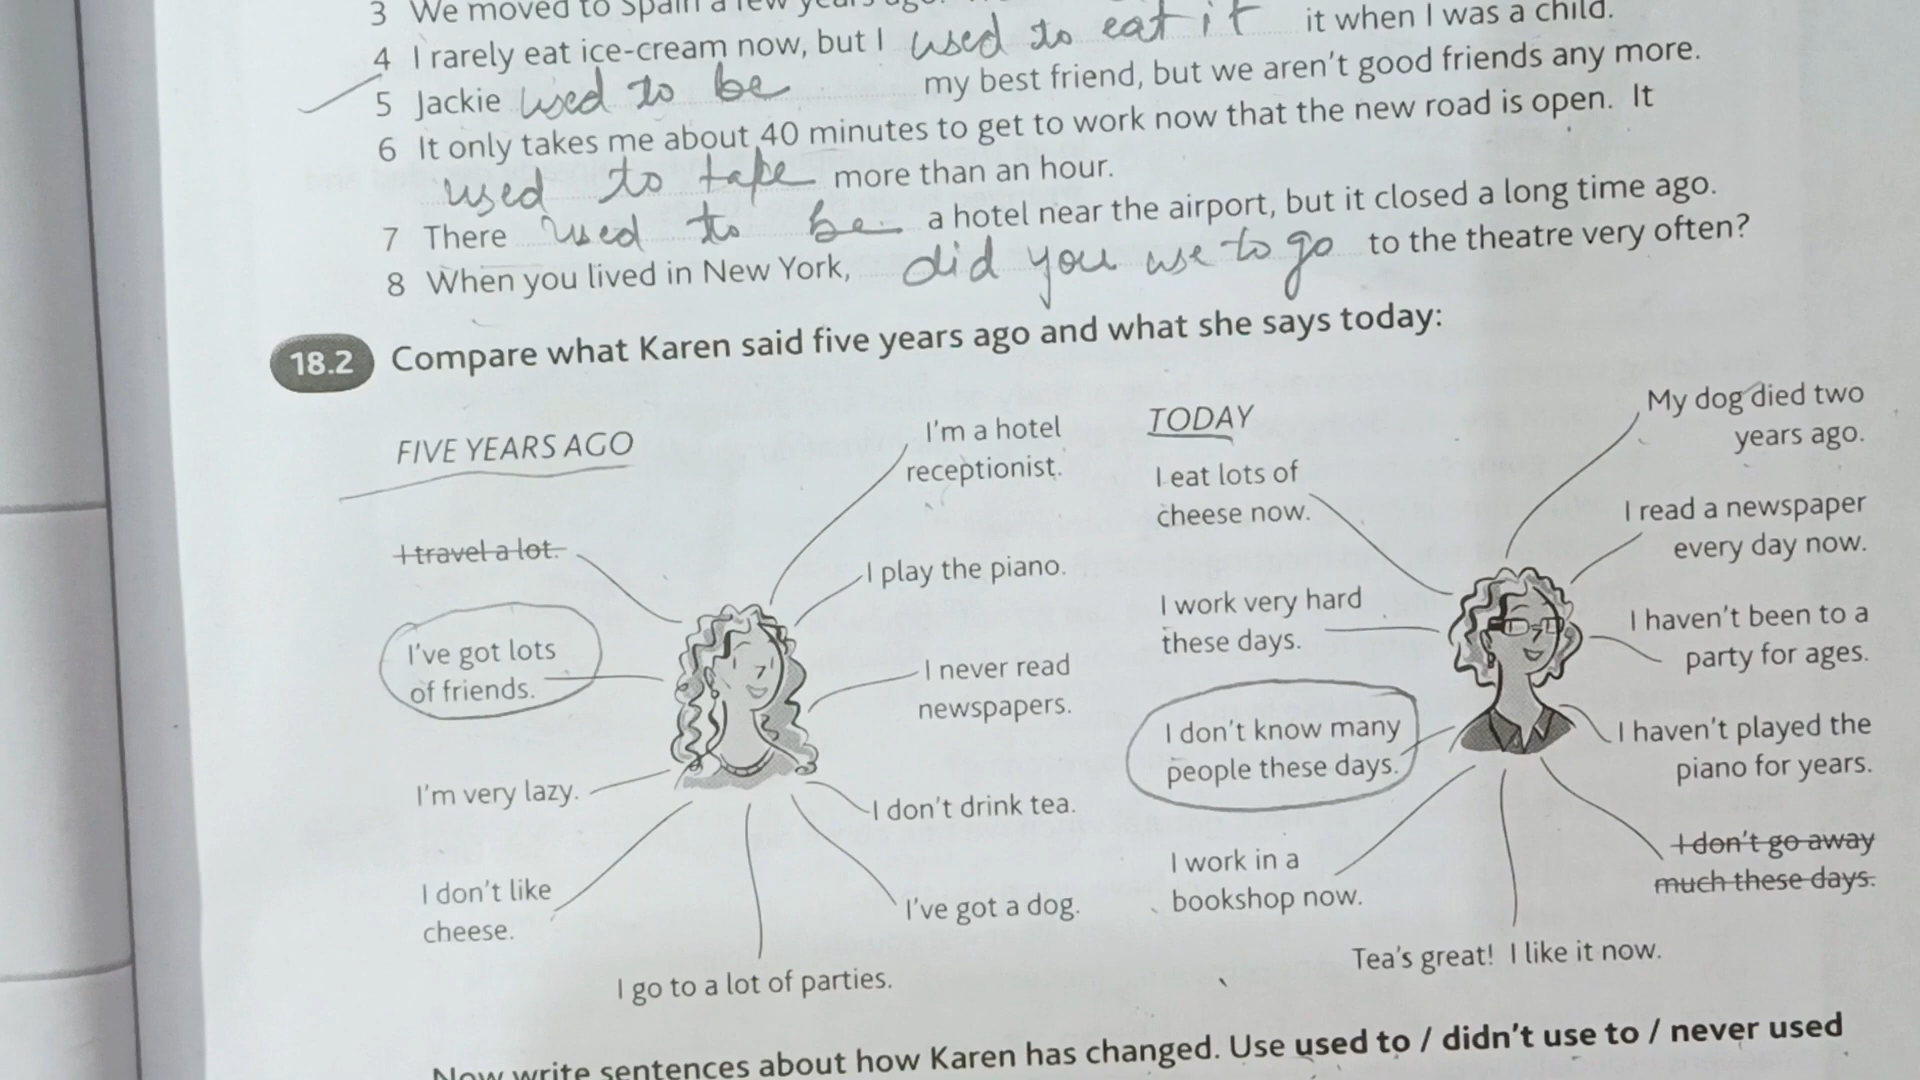 3 We moved to Spain a few years ago.
4 I rarely eat ice-cream now, but I used to eat it it when I was a child.
5 Jackie used to be my best friend, but we aren't good friends any more.
6 It only takes me about 40 minutes to get to work now that the new road is open. It
used to take more than an hour.
7 There used to be a hotel near the airport, but it closed a long time ago.
8 When you lived in New York, did you use to go to the theatre very often?
18.2 Compare what Karen said five years ago and what she says today:
FIVE YEARS AGO
I'm a hotel
receptionist.
I travel a lot.
I play the piano.
I've got lots
of friends.
I never read
newspapers.
I'm very lazy.
I don't drink tea.
I don't like
cheese.
I've got a dog.
I go to a lot of parties.
TODAY
My dog died two
years ago.
I eat lots of
cheese now.
I read a newspaper
every day now.
I work very hard
these days.
I haven't been to a
party for ages.
I don't know many
people these days.
I haven't played the
piano for years.
I work in a
bookshop now.
I don't go away
much these days.
Tea's great! I like it now.
Now write sentences about how Karen has changed. Use used to / didn't use to / never used